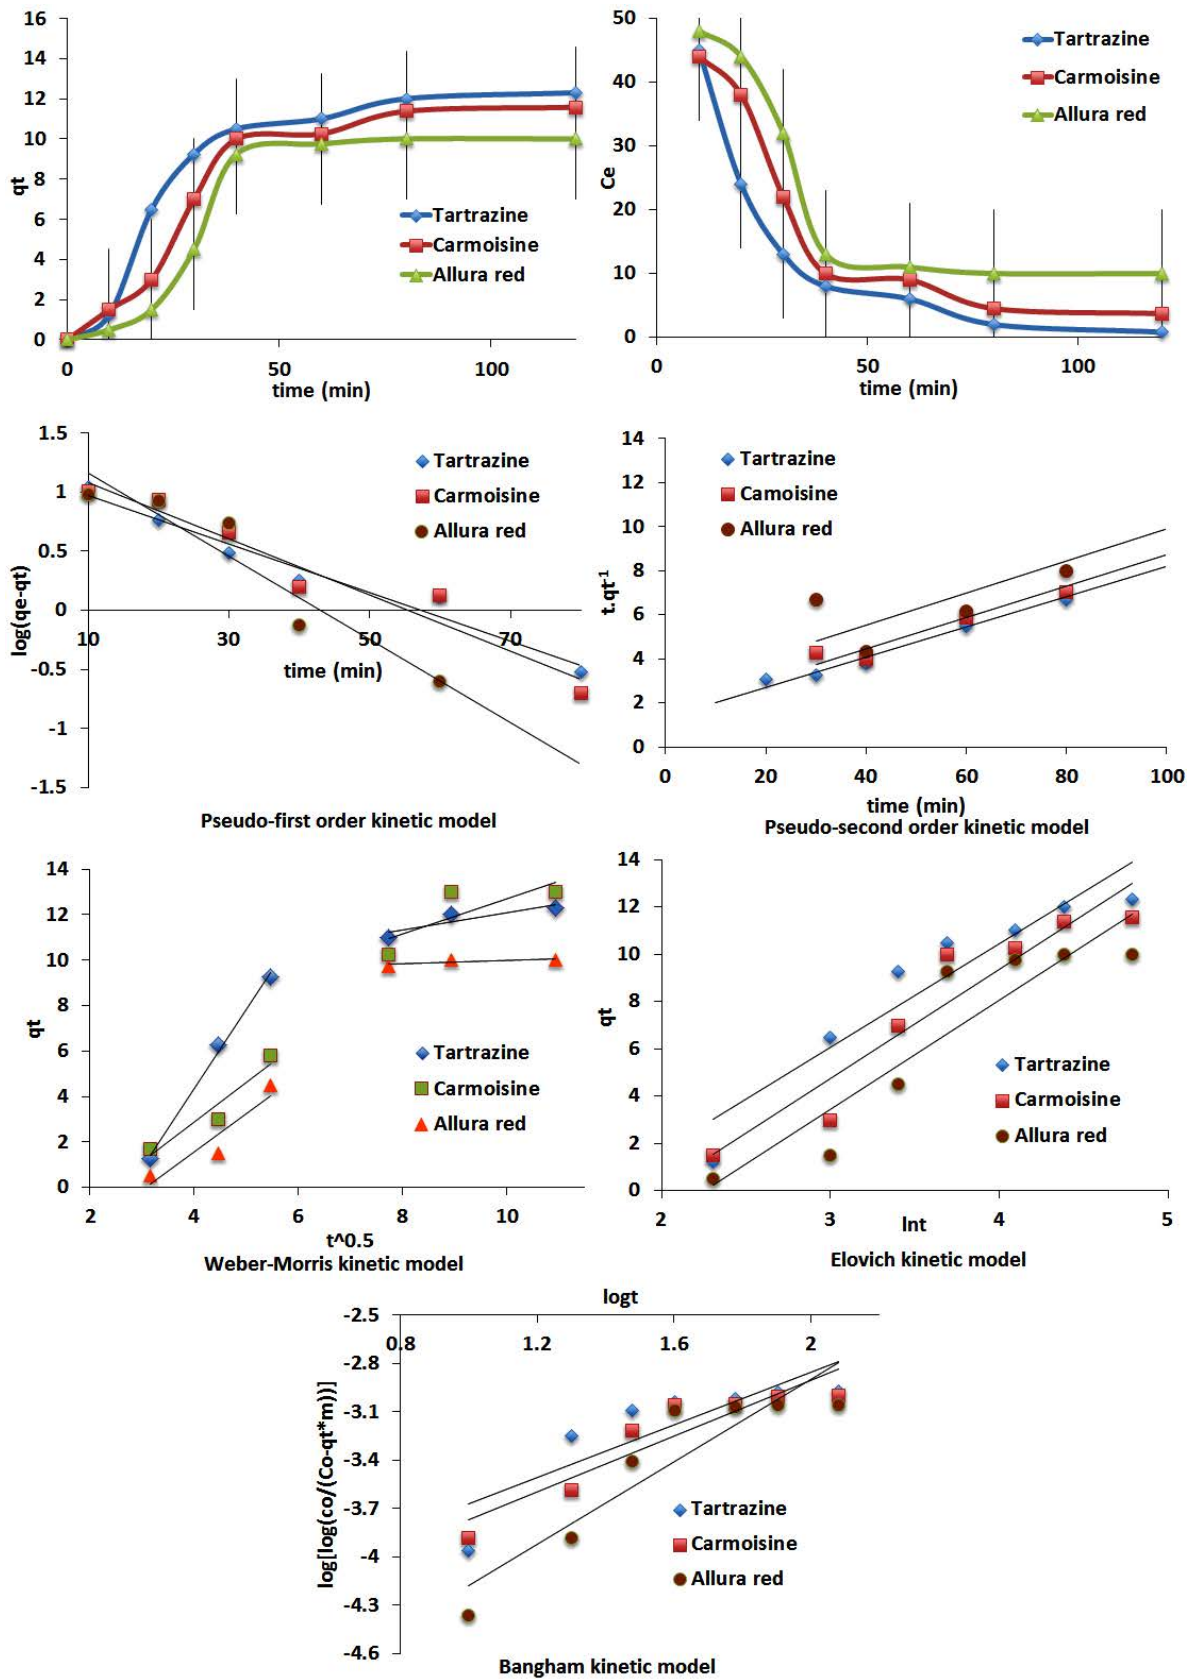 16
14
12
10
8
6
4
2
0
qt
0
50
100
time (min)
Tartrazine
Carmoisine
Allura red
50
40
30
20
10
0
Ce
0
50
100
time (min)
Tartrazine
Carmoisine
Allura red
1.5
1
0.5
0
-0.5
-1
-1.5
log(qe-qt)
10
30
50
70
time (min)
Tartrazine
Carmoisine
Allura red
Pseudo-first order kinetic model
14
12
10
8
6
4
2
0
t.qt-1
0
20
40
60
80
100
time (min)
Tartrazine
Camoisine
Allura red
Pseudo-second order kinetic model
14
12
10
8
6
4
2
0
qt
2
4
6
8
10
t^0.5
Tartrazine
Carmoisine
Allura red
Weber-Morris kinetic model
14
12
10
8
6
4
2
0
qt
2
3
4
5
lnt
Tartrazine
Carmoisine
Allura red
Elovich kinetic model
logt
-2.5
-2.8
-3.1
-3.4
-3.7
-4
-4.3
-4.6
log[log(co/(Co-qt*m))]
0.8
1.2
1.6
2
Tartrazine
Carmoisine
Allura red
Bangham kinetic model